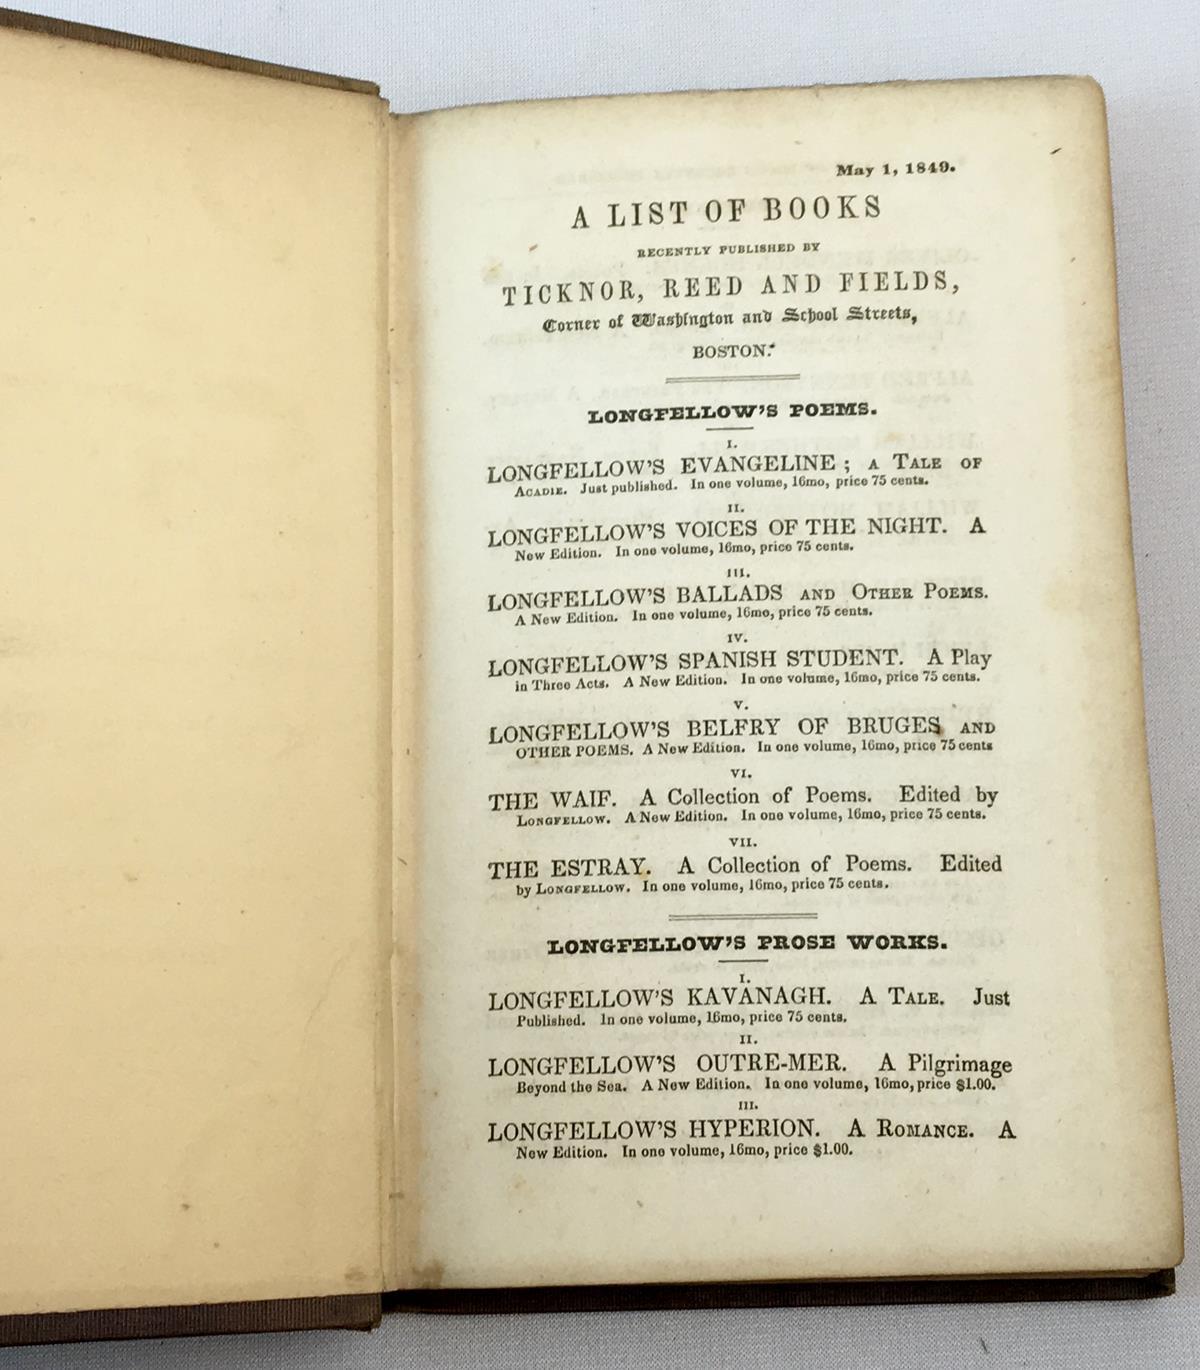 May 1, 1849.
A LIST OF BOOKS
RECENTLY PUBLISHED BY
TICKNOR, REED AND FIELDS,
Corner of Washington and School Streets,
BOSTON.
LONGFELLOW'S POEMS.
I.
LONGFELLOW'S EVANGELINE; A TALE OF
ACADIE. Just published. In one volume, 16mo, price 75 cents.
II.
LONGFELLOW'S VOICES OF THE NIGHT. A
New Edition. In one volume, 16mo, price 75 cents.
III.
LONGFELLOW'S BALLADS AND OTHER POEMS.
A New Edition. In one volume, 16mo, price 75 cents.
IV.
LONGFELLOW'S SPANISH STUDENT. A Play
in Three Acts. A New Edition. In one volume, 16mo, price 75 cents.
V.
LONGFELLOW'S BELFRY OF BRUGES AND
OTHER POEMS. A New Edition. In one volume, 16mo, price 75 cents
VI.
THE WAIF. A Collection of Poems. Edited by
LONGFELLOW. A New Edition. In one volume, 16mo, price 75 cents.
VII.
THE ESTRAY. A Collection of Poems. Edited
by LONGFELLOW. In one volume, 16mo, price 75 cents.
LONGFELLOW'S PROSE WORKS.
I.
LONGFELLOW'S KAVANAGH. A TALE. Just
Published. In one volume, 16mo, price 75 cents.
II.
LONGFELLOW'S OUTRE-MER. A Pilgrimage
Beyond the Sea. A New Edition. In one volume, 16mo, price $1.00.
III.
LONGFELLOW'S HYPERION. A ROMANCE. A
New Edition. In one volume, 16mo, price $1.00.